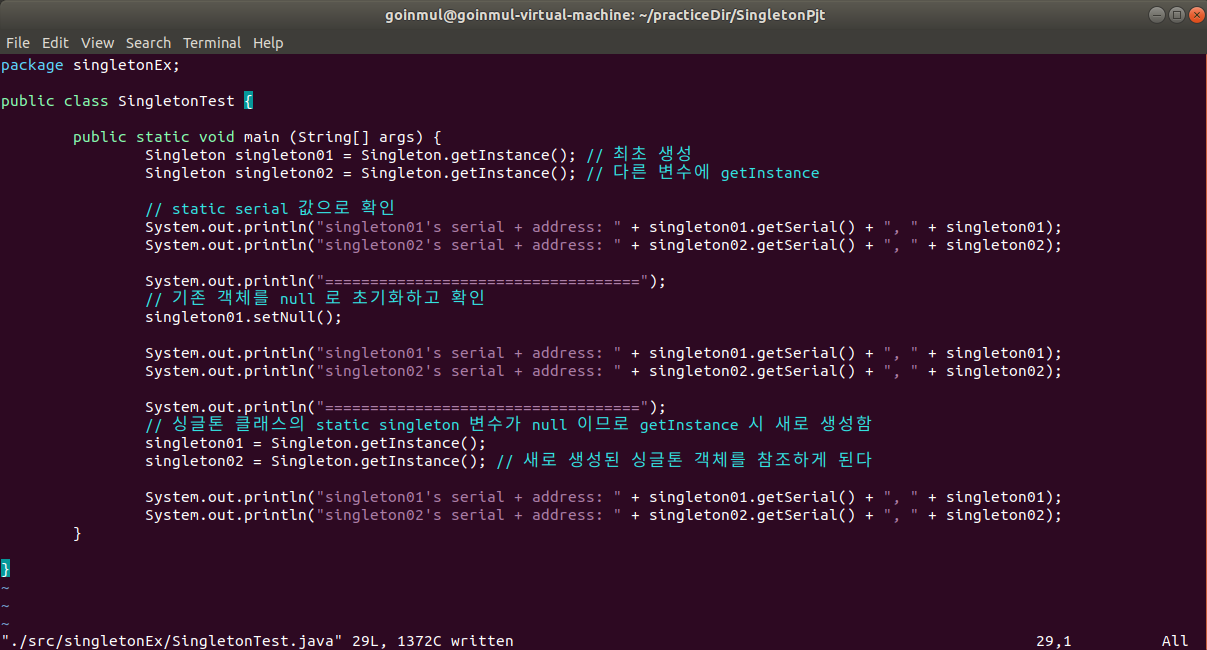 goinmul@goinmul-virtual-machine: ~/practiceDir/SingletonPjt
File Edit View Search Terminal Help
package singletonEx;
public class SingletonTest {
public static void main (String[] args) {
Singleton singleton01 = Singleton.getInstance(); // 최초 생성
Singleton singleton02 = Singleton.getInstance(); // 다른 변수에 getInstance
// static serial 값으로 확인
System.out.println("singleton01's serial + address: " + singleton01.getSerial() + ", " + singleton01);
System.out.println("singleton02's serial + address: " + singleton02.getSerial() + ", " + singleton02);
System.out.println("===================================");
// 기존 객체를 null 로 초기화하고 확인
singleton01.setNull();
System.out.println("singleton01's serial + address: " + singleton01.getSerial() + ", " + singleton01);
System.out.println("singleton02's serial + address: " + singleton02.getSerial() + ", " + singleton02);
System.out.println("===================================");
// 싱글톤 클래스의 static singleton 변수가 null 이므로 getInstance 시 새로 생성함
singleton01 = Singleton.getInstance();
singleton02 = Singleton.getInstance(); // 새로 생성된 싱글톤 객체를 참조하게 된다
System.out.println("singleton01's serial + address: " + singleton01.getSerial() + ", " + singleton01);
System.out.println("singleton02's serial + address: " + singleton02.getSerial() + ", " + singleton02);
}
}
~
~
~
"./src/singletonEx/SingletonTest.java" 29L, 1372C written 29,1 All